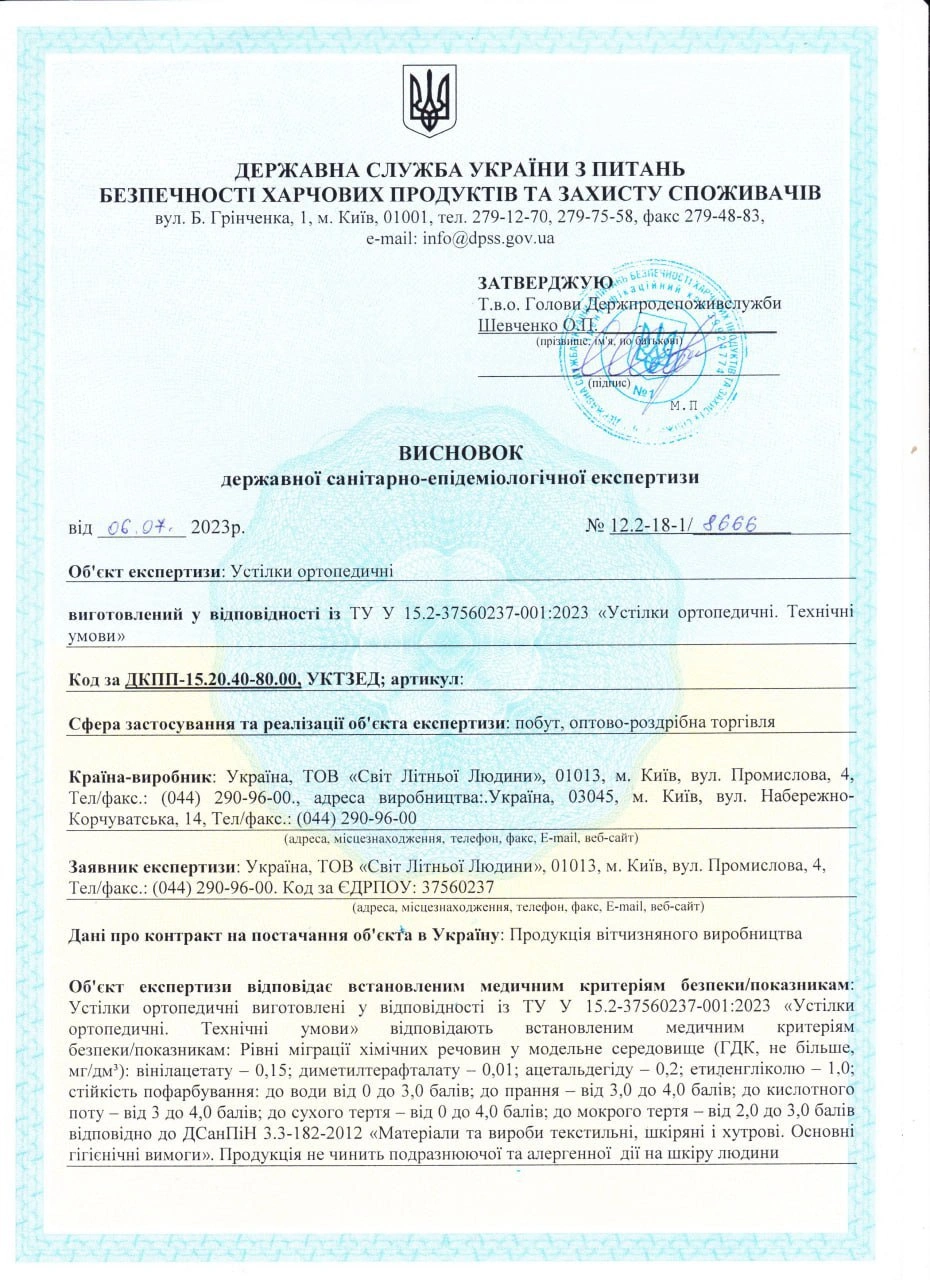 ДЕРЖАВНА СЛУЖБА УКРАЇНИ З ПИТАНЬ
БЕЗПЕЧНОСТІ ХАРЧОВИХ ПРОДУКТІВ ТА ЗАХИСТУ СПОЖИВАЧІВ
вул. Б. Грінченка, 1, м. Київ, 01001, тел. 279-12-70, 279-75-58, факс 279-48-83,
e-mail: info@dpss.gov.ua
ЗАТВЕРДЖУЮ
Т.в.о. Голови Держпродспоживслужби
Шевченко О.П.
(прізвище, ім'я, по батькові)
(підпис)
№1
М.П
ВИСНОВОК
державної санітарно-епідеміологічної експертизи
від 06.07. 2023р. № 12.2-18-1/ 8666
Об'єкт експертизи: Устілки ортопедичні
виготовлений у відповідності із ТУ У 15.2-37560237-001:2023 «Устілки ортопедичні. Технічні
умови»
Код за ДКПП-15.20.40-80.00, УКТЗЕД; артикул:
Сфера застосування та реалізації об'єкта експертизи: побут, оптово-роздрібна торгівля
Країна-виробник: Україна, ТОВ «Світ Літньої Людини», 01013, м. Київ, вул. Промислова, 4,
Тел/факс.: (044) 290-96-00., адреса виробництва:.Україна, 03045, м. Київ, вул. Набережно-
Корчуватська, 14, Тел/факс.: (044) 290-96-00
(адреса, місцезнаходження, телефон, факс, E-mail, веб-сайт)
Заявник експертизи: Україна, ТОВ «Світ Літньої Людини», 01013, м. Київ, вул. Промислова, 4,
Тел/факс.: (044) 290-96-00. Код за ЄДРПОУ: 37560237
(адреса, місцезнаходження, телефон, факс, E-mail, веб-сайт)
Дані про контракт на постачання об'єкта в Україну: Продукція вітчизняного виробництва
Об'єкт експертизи відповідає встановленим медичним критеріям безпеки/показникам:
Устілки ортопедичні виготовлені у відповідності із ТУ У 15.2-37560237-001:2023 «Устілки
ортопедичні. Технічні умови» відповідають встановленим медичним критеріям
безпеки/показникам: Рівні міграції хімічних речовин у модельне середовище (ГДК, не більше,
мг/дм³): вінілацетату – 0,15; диметилтерафталату – 0,01; ацетальдегіду – 0,2; етиленгліколю – 1,0;
стійкість пофарбування: до води від 0 до 3,0 балів; до прання – від 3,0 до 4,0 балів; до кислотного
поту – від 3 до 4,0 балів; до сухого тертя – від 0 до 4,0 балів; до мокрого тертя – від 2,0 до 3,0 балів
відповідно до ДСанПіН 3.3-182-2012 «Матеріали та вироби текстильні, шкіряні і хутрові. Основні
гігієнічні вимоги». Продукція не чинить подразнюючої та алергенної дії на шкіру людини